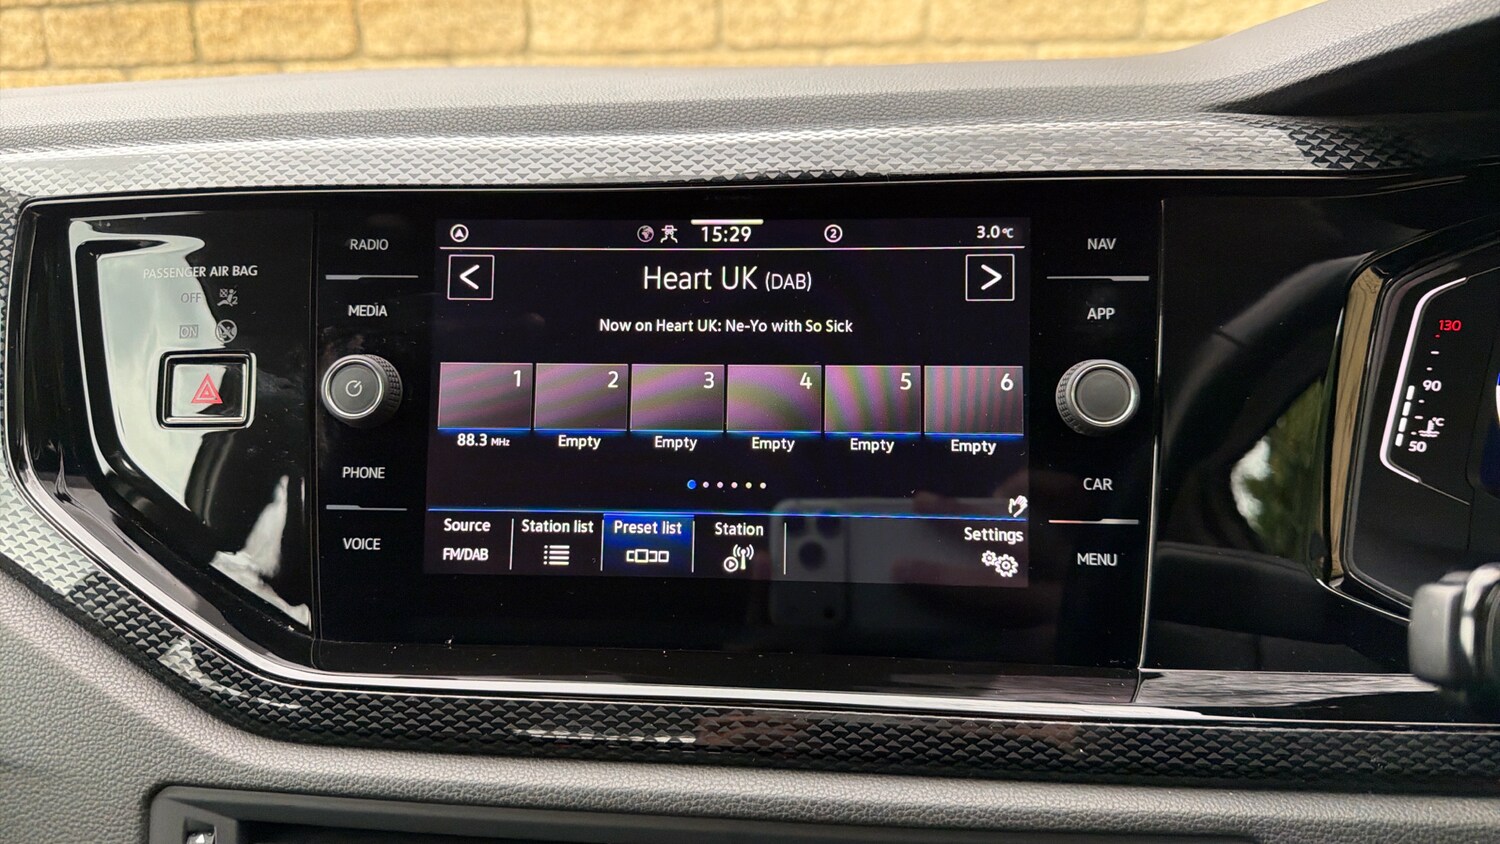 RADIO
MEDIA
PHONE
VOICE
PASSENGER AIR BAG
OFF
ON
15:29
2
3.0°C
<
Heart UK (DAB)
>
Now on Heart UK: Ne-Yo with So Sick
1
2
3
4
5
6
88.3 MHz
Empty
Empty
Empty
Empty
Empty
Source
Station list
Preset list
Station
Settings
FM/DAB
NAV
APP
CAR
MENU
130
90
°C
50